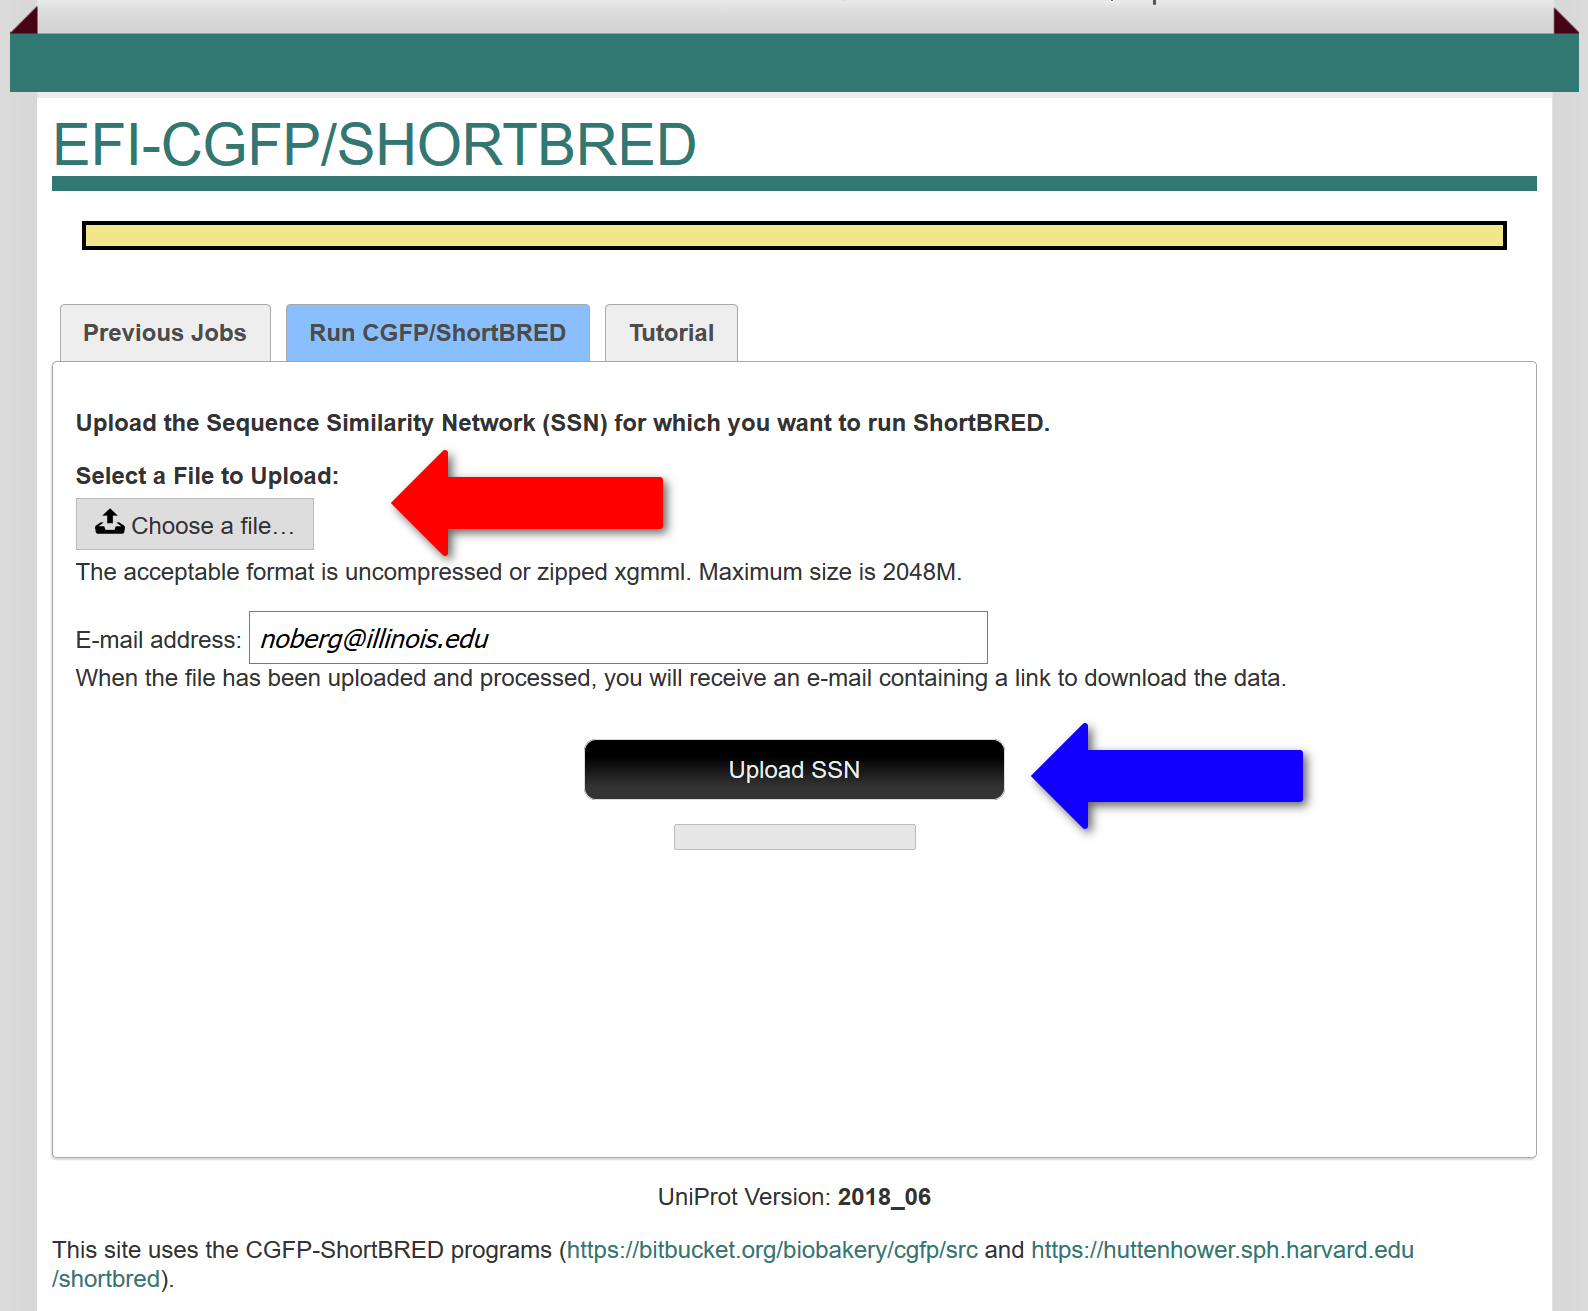 EFI-CGFP/SHORTBRED
Previous Jobs
Run CGFP/ShortBRED
Tutorial
Upload the Sequence Similarity Network (SSN) for which you want to run ShortBRED.
Select a File to Upload:
Choose a file…
The acceptable format is uncompressed or zipped xgmml. Maximum size is 2048M.
E-mail address: noberg@illinois.edu
When the file has been uploaded and processed, you will receive an e-mail containing a link to download the data.
Upload SSN
UniProt Version: 2018_06
This site uses the CGFP-ShortBRED programs (https://bitbucket.org/biobakery/cgfp/src and https://huttenhower.sph.harvard.edu
/shortbred).